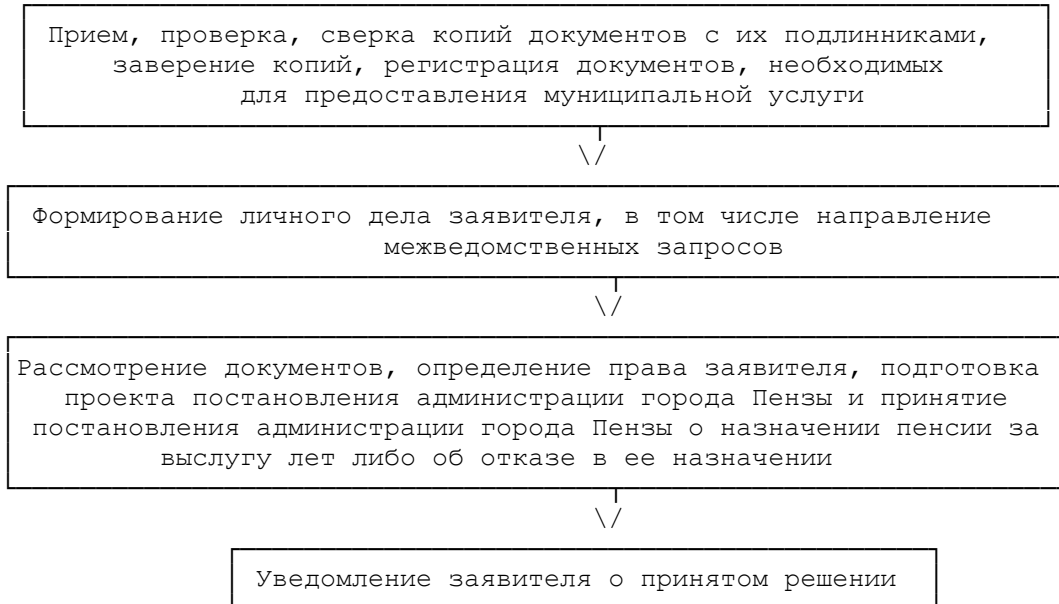 Прием, проверка, сверка копий документов с их подлинниками,
заверение копий, регистрация документов, необходимых
для предоставления муниципальной услуги
\/
Формирование личного дела заявителя, в том числе направление
межведомственных запросов
\/
Рассмотрение документов, определение права заявителя, подготовка
проекта постановления администрации города Пензы и принятие
постановления администрации города Пензы о назначении пенсии за
выслугу лет либо об отказе в ее назначении
\/
Уведомление заявителя о принятом решении